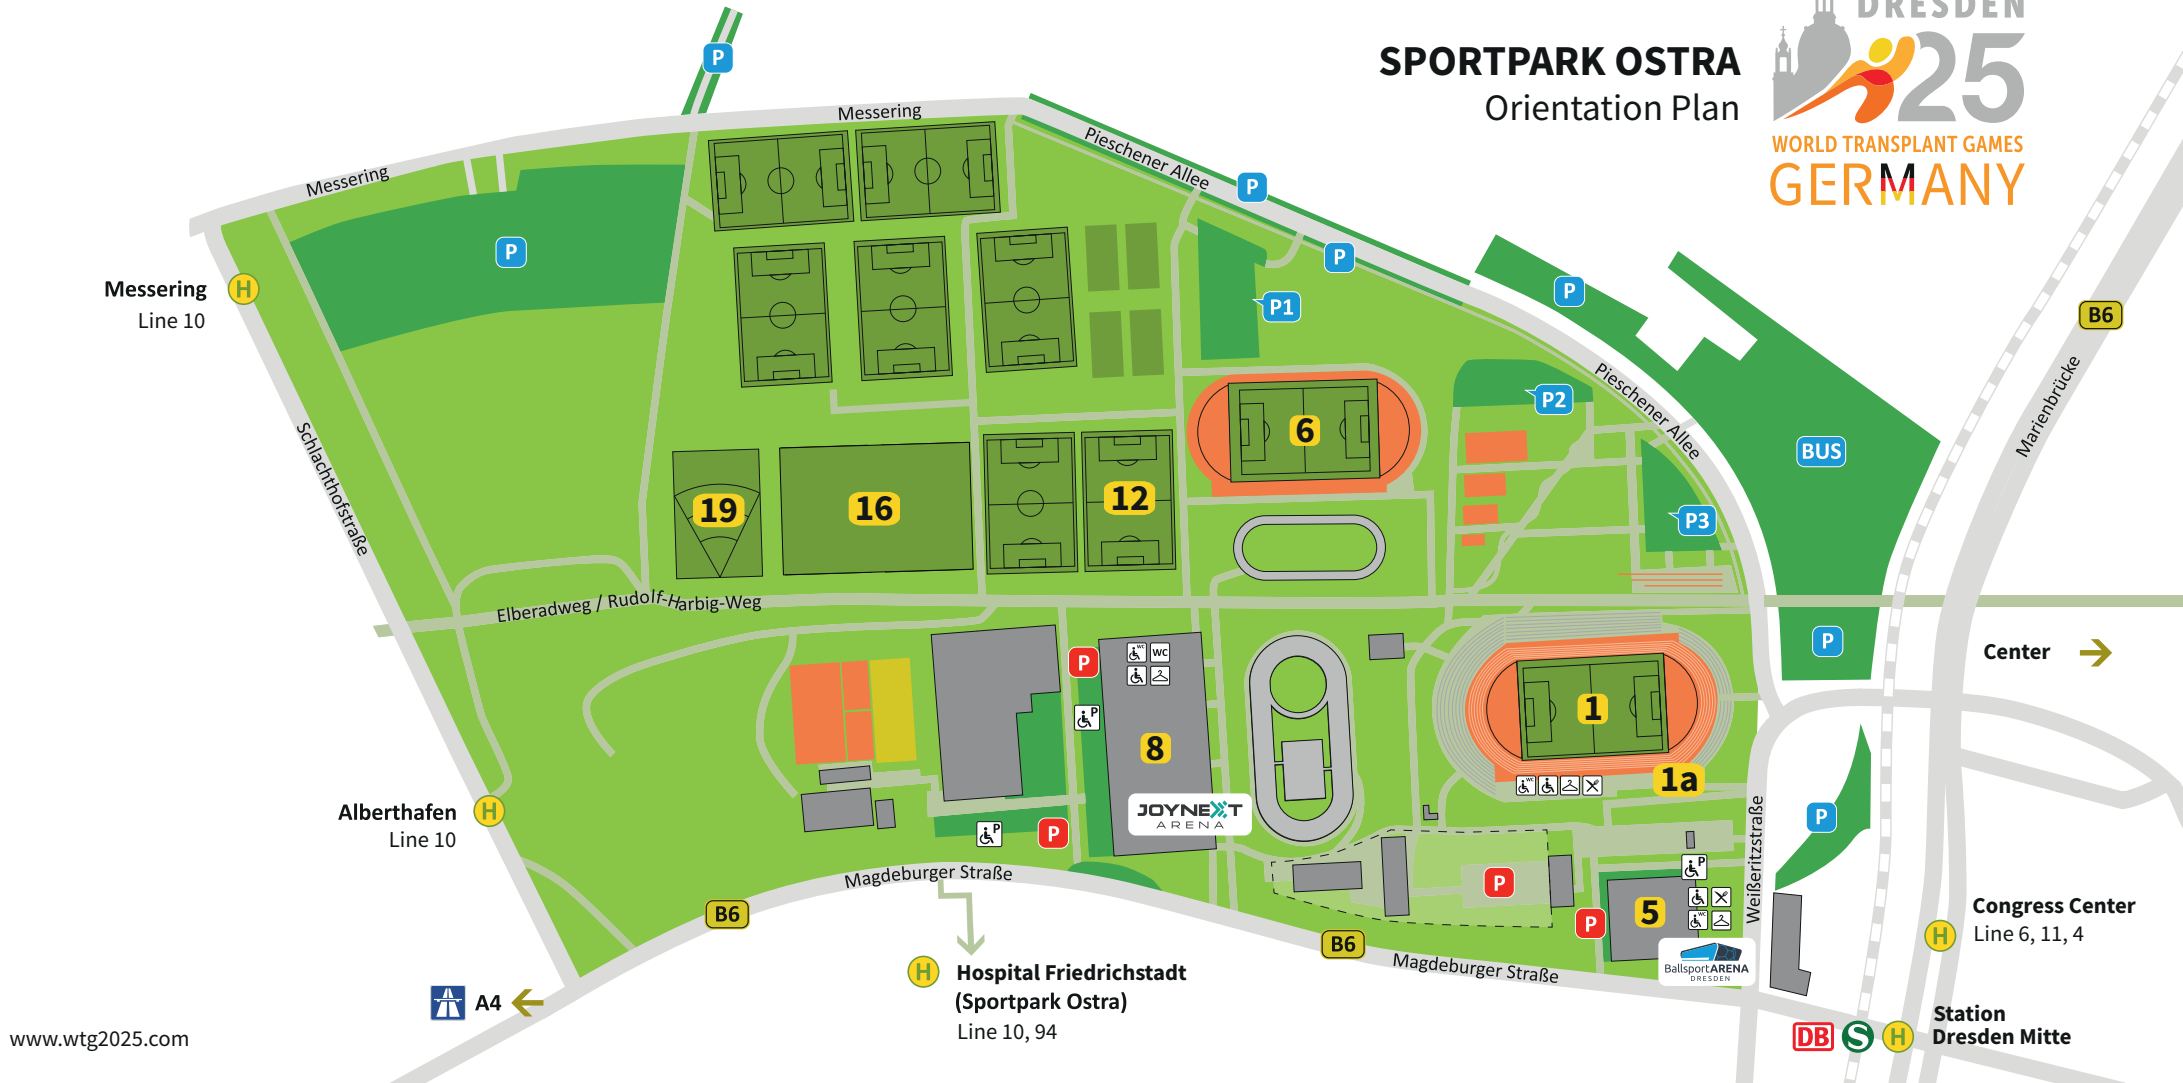 DRESDEN
SPORTPARK OSTRA
Orientation Plan
25
WORLD TRANSPLANT GAMES
GERMANY
P
Messering
Messering
Pieschener Allee
P
P
P
P
P1
Messering
Line 10
H
B6
Marienbrücke
P2
Pieschener Allee
6
BUS
Schlachthofstraße
19
16
12
P3
Elberadweg / Rudolf-Harbig-Weg
P
WC
WC
P
Center
P
1
8
1a
WC
JOYNEXT
ARENA
Alberthafen
Line 10
H
P
P
P
Weißeritzstraße
P
Magdeburger Straße
P
P
5
WC
B6
B6
Magdeburger Straße
BallsportARENA
DRESDEN
H
Congress Center
Line 6, 11, 4
H
Hospital Friedrichstadt
(Sportpark Ostra)
Line 10, 94
A4
www.wtg2025.com
DB
S
H
Station
Dresden Mitte